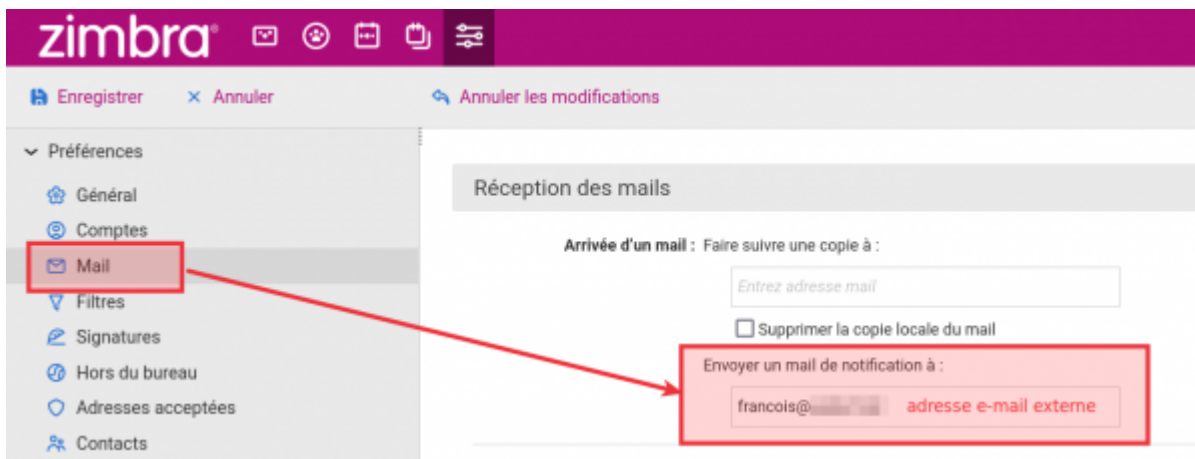 zimbra
Enregistrer Annuler Annuler les modifications
Préférences
Général
Comptes
Mail
Filtres
Signatures
Hors du bureau
Adresses acceptées
Contacts
Réception des mails
Arrivée d'un mail : Faire suivre une copie à :
Entrez adresse mail
Supprimer la copie locale du mail
Envoyer un mail de notification à :
francois@ adresse e-mail externe